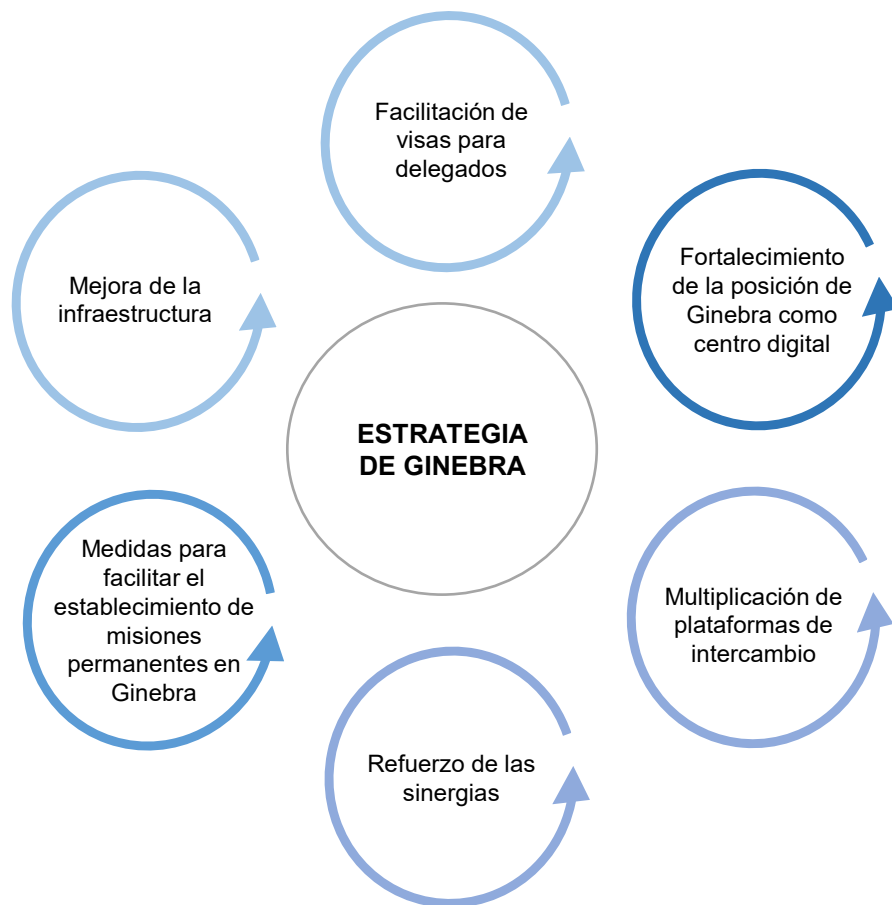 Facilitación de
visas para
delegados
Mejora de la
infraestructura
Fortalecimiento
de la posición de
Ginebra como
centro digital
ESTRATEGIA
DE GINEBRA
Medidas para
facilitar el
establecimiento de
misiones
permanentes en
Ginebra
Multiplicación de
plataformas de
intercambio
Refuerzo de las
sinergias